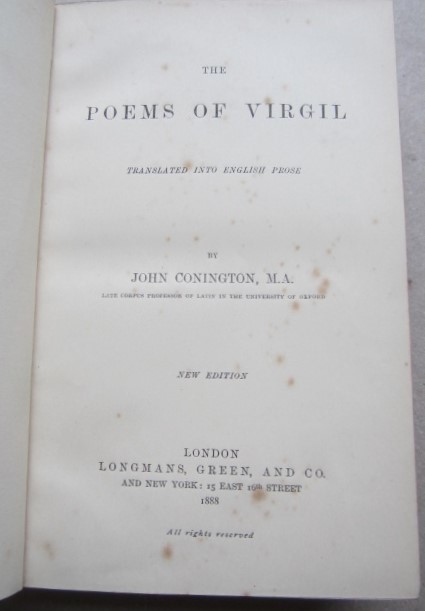 THE
POEMS OF VIRGIL
TRANSLATED INTO ENGLISH PROSE
BY
JOHN CONINGTON, M.A.
LATE CORPUS PROFESSOR OF LATIN IN THE UNIVERSITY OF OXFORD
NEW EDITION
LONDON
LONGMANS, GREEN, AND CO.
AND NEW YORK: 15 EAST 16th STREET
1888
All rights reserved